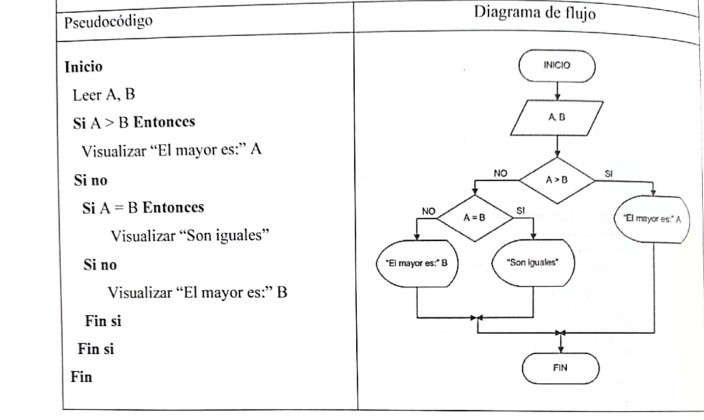 Pseudocódigo
Inicio
Leer A, B
Si A > B Entonces
Visualizar “El mayor es:” A
Si no
Si A = B Entonces
Visualizar “Son iguales”
Si no
Visualizar “El mayor es:” B
Fin si
Fin si
Fin
Diagrama de flujo
INICIO
A, B
A > B
NO
SI
A = B
NO
SI
"El mayor es:" A
"El mayor es:" B
"Son iguales"
FIN